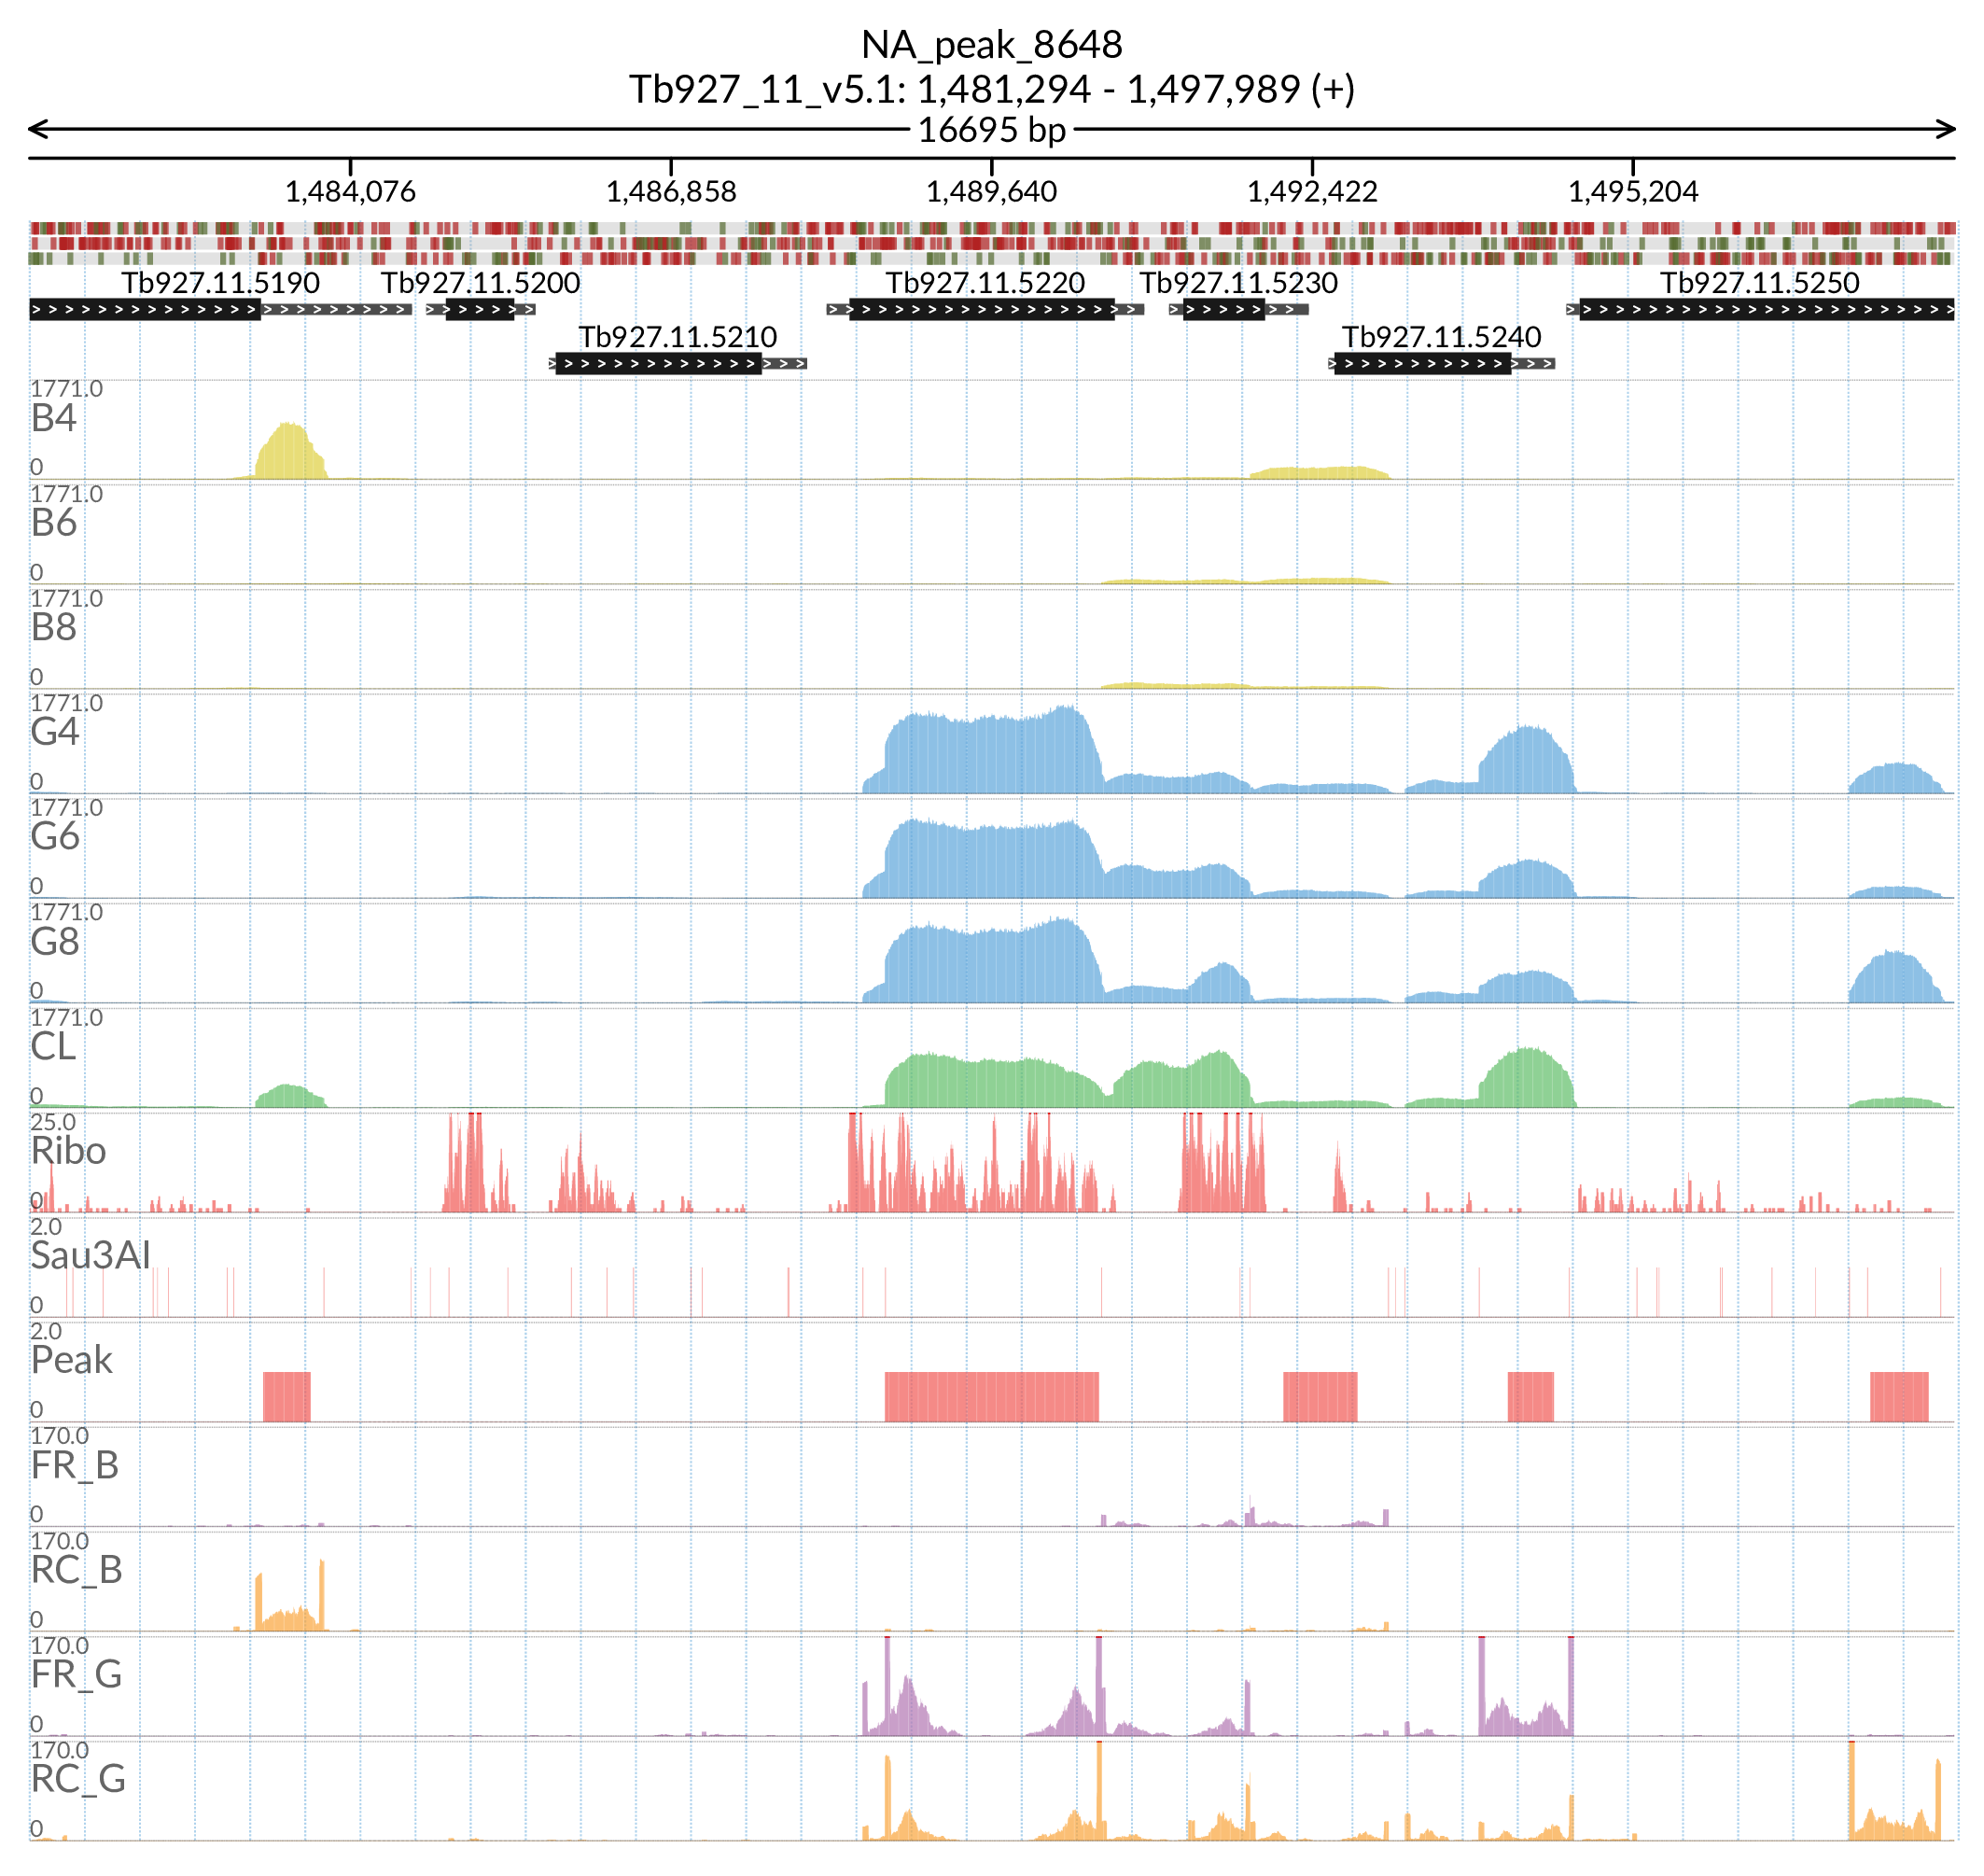 NA_peak_8648
Tb927_11_v5.1: 1,481,294 - 1,497,989 (+)
16695 bp
1,484,076 1,486,858 1,489,640 1,492,422 1,495,204
Tb927.11.5190 Tb927.11.5200 Tb927.11.5220 Tb927.11.5230 Tb927.11.5250
Tb927.11.5210 Tb927.11.5240
1771.0
B4
0
1771.0
B6
0
1771.0
B8
0
1771.0
G4
0
1771.0
G6
0
1771.0
G8
0
1771.0
CL
0
25.0
Ribo
0
2.0
Sau3AI
0
2.0
Peak
0
170.0
FR_B
0
170.0
RC_B
0
170.0
FR_G
0
170.0
RC_G
0